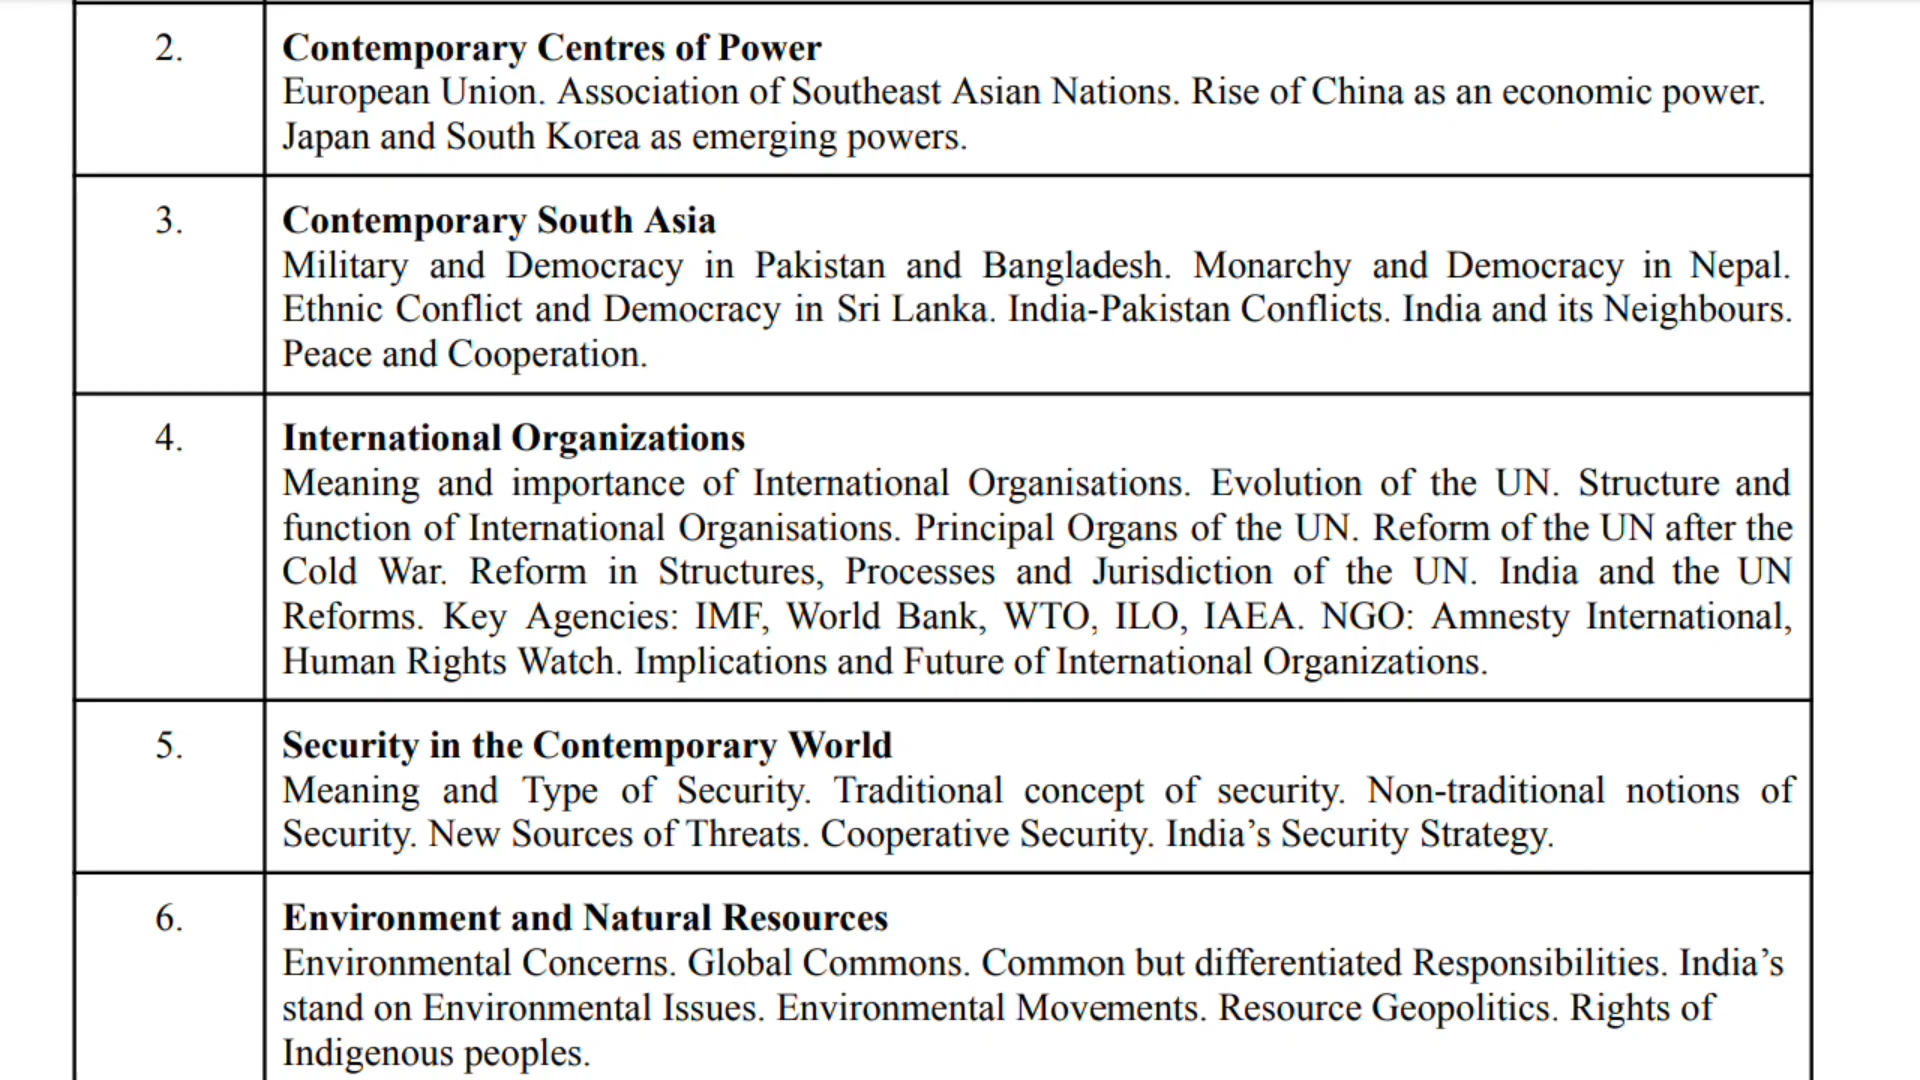 2.
Contemporary Centres of Power
European Union. Association of Southeast Asian Nations. Rise of China as an economic power.
Japan and South Korea as emerging powers.
3.
Contemporary South Asia
Military and Democracy in Pakistan and Bangladesh. Monarchy and Democracy in Nepal.
Ethnic Conflict and Democracy in Sri Lanka. India-Pakistan Conflicts. India and its Neighbours.
Peace and Cooperation.
4.
International Organizations
Meaning and importance of International Organisations. Evolution of the UN. Structure and
function of International Organisations. Principal Organs of the UN. Reform of the UN after the
Cold War. Reform in Structures, Processes and Jurisdiction of the UN. India and the UN
Reforms. Key Agencies: IMF, World Bank, WTO, ILO, IAEA. NGO: Amnesty International,
Human Rights Watch. Implications and Future of International Organizations.
5.
Security in the Contemporary World
Meaning and Type of Security. Traditional concept of security. Non-traditional notions of
Security. New Sources of Threats. Cooperative Security. India’s Security Strategy.
6.
Environment and Natural Resources
Environmental Concerns. Global Commons. Common but differentiated Responsibilities. India’s
stand on Environmental Issues. Environmental Movements. Resource Geopolitics. Rights of
Indigenous peoples.